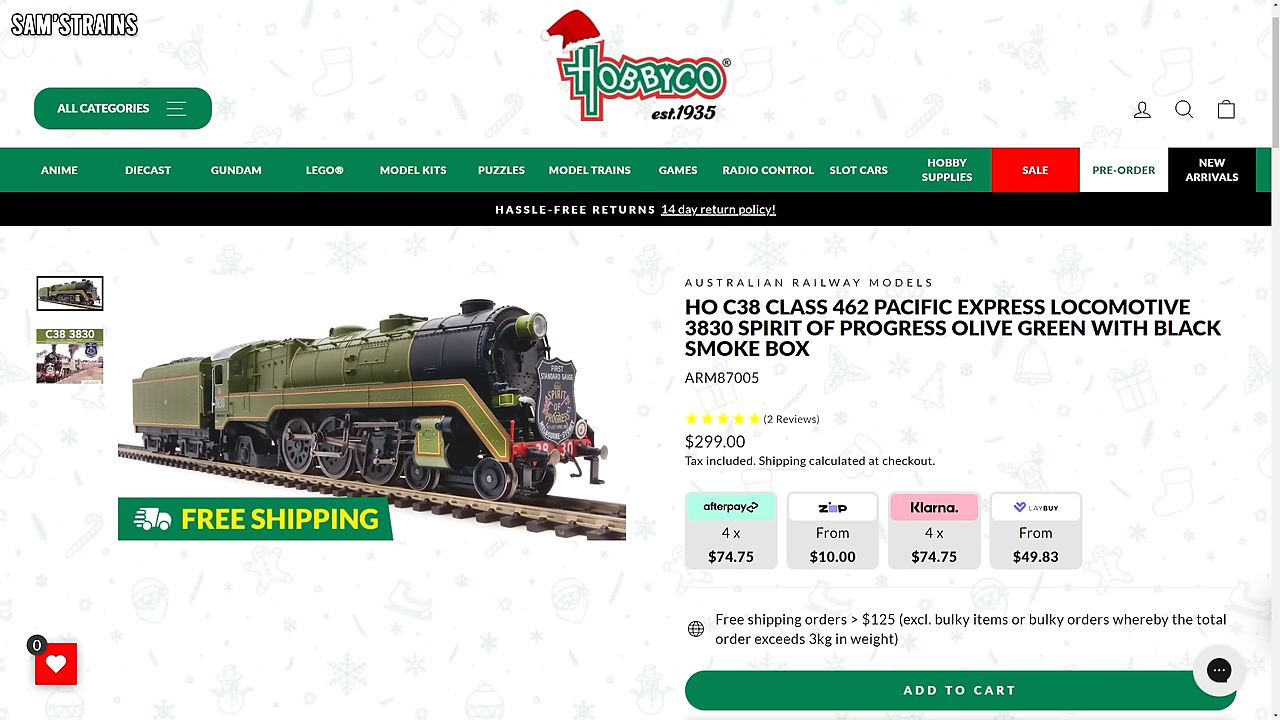 SAM'STRAINS
HOBBYCO®
est.1935
ALL CATEGORIES
ANIME
DIECAST
GUNDAM
LEGO®
MODEL KITS
PUZZLES
MODEL TRAINS
GAMES
RADIO CONTROL
SLOT CARS
HOBBY
SUPPLIES
SALE
PRE-ORDER
NEW
ARRIVALS
HASSLE-FREE RETURNS 14 day return policy!
C38 3830
FIRST
STANDARD GAUGE
SPIRIT
OF
PROGRESS
FREE SHIPPING
AUSTRALIAN RAILWAY MODELS
HO C38 CLASS 462 PACIFIC EXPRESS LOCOMOTIVE
3830 SPIRIT OF PROGRESS OLIVE GREEN WITH BLACK
SMOKE BOX
ARM87005
(2 Reviews)
$299.00
Tax included. Shipping calculated at checkout.
afterpay
4 x
$74.75
zip
From
$10.00
Klarna.
4 x
$74.75
LAYBUY
From
$49.83
Free shipping orders > $125 (excl. bulky items or bulky orders whereby the total
order exceeds 3kg in weight)
ADD TO CART
0